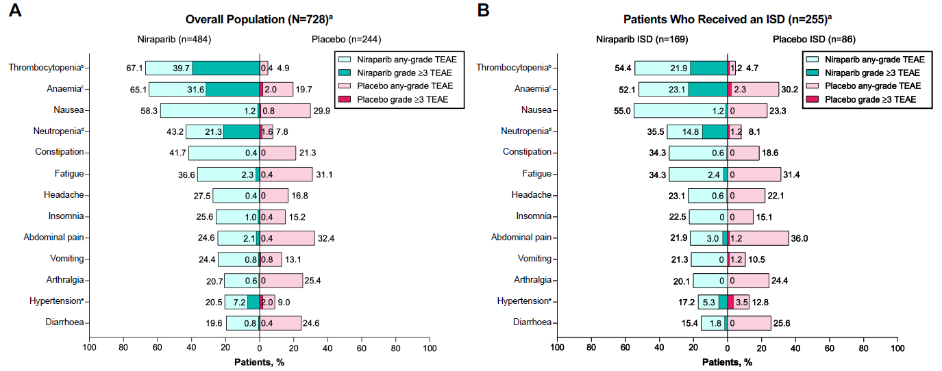 A
Overall Population (N=728)ª
Niraparib (n=484) Placebo (n=244)
Niraparib any-grade TEAE
Niraparib grade ≥3 TEAE
Placebo any-grade TEAE
Placebo grade ≥3 TEAE
Thrombocytopeniaᵇ 67.1 39.7 0.4 4.9
Anaemiaᶜ 65.1 31.6 2.0 19.7
Nausea 58.3 1.2 0.8 29.9
Neutropeniaᵈ 43.2 21.3 1.6 7.8
Constipation 41.7 0.4 0 21.3
Fatigue 36.6 2.3 0.4 31.1
Headache 27.5 0.4 0 16.8
Insomnia 25.6 1.0 0.4 15.2
Abdominal pain 24.6 2.1 0.4 32.4
Vomiting 24.4 0.8 0.8 13.1
Arthralgia 20.7 0.6 0 25.4
Hypertensionᵉ 20.5 7.2 2.0 9.0
Diarrhoea 19.6 0.8 0.4 24.6
100 80 60 40 20 0 20 40 60 80 100
Patients, %
B
Patients Who Received an ISD (n=255)ª
Niraparib ISD (n=169) Placebo ISD (n=86)
Niraparib any-grade TEAE
Niraparib grade ≥3 TEAE
Placebo any-grade TEAE
Placebo grade ≥3 TEAE
Thrombocytopeniaᵇ 54.4 21.9 1.2 4.7
Anaemiaᶜ 52.1 23.1 2.3 30.2
Nausea 55.0 1.2 0 23.3
Neutropeniaᵈ 35.5 14.8 1.2 8.1
Constipation 34.3 0.6 0 18.6
Fatigue 34.3 2.4 0 31.4
Headache 23.1 0.6 0 22.1
Insomnia 22.5 0 0 15.1
Abdominal pain 21.9 3.0 1.2 36.0
Vomiting 21.3 0 1.2 10.5
Arthralgia 20.1 0 0 24.4
Hypertensionᵉ 17.2 5.3 3.5 12.8
Diarrhoea 15.4 1.8 0 25.6
100 80 60 40 20 0 20 40 60 80 100
Patients, %